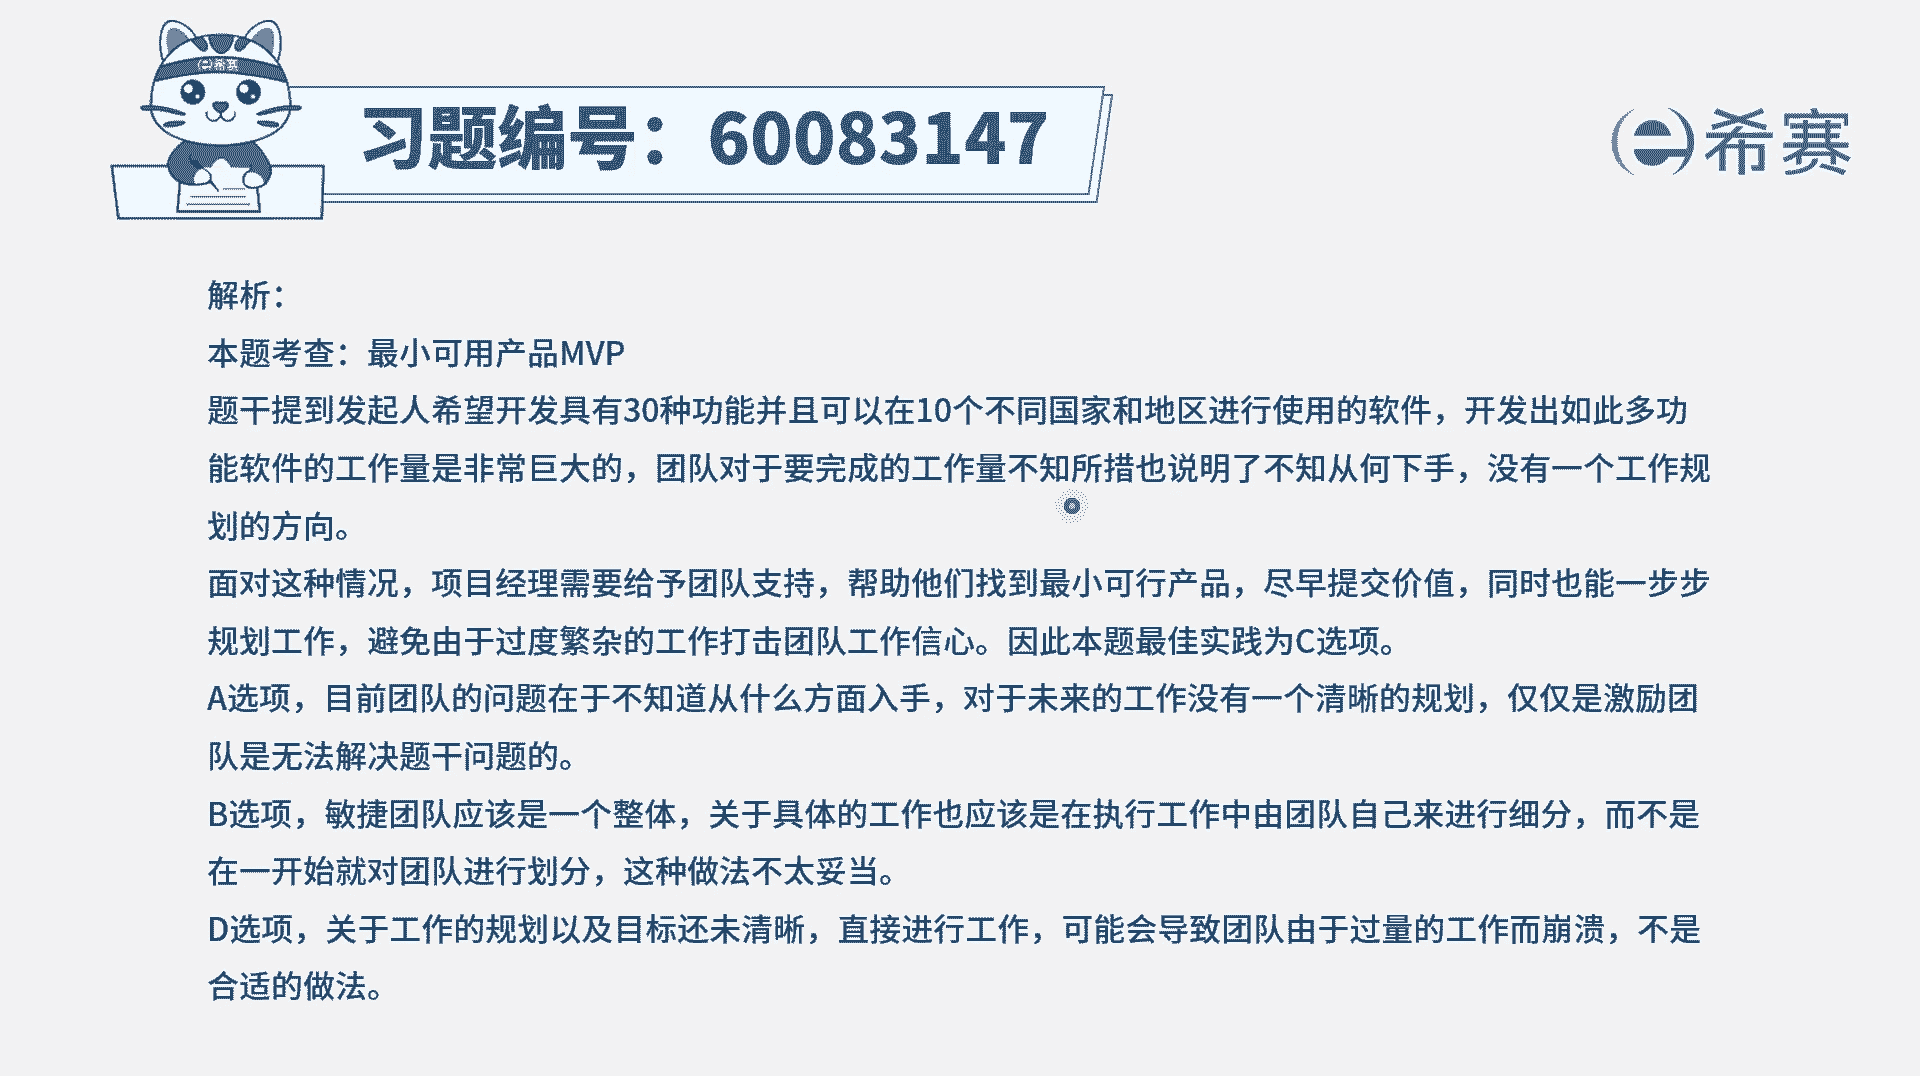 希赛
习题编号：60083147
希赛
解析：
本题考查：最小可用产品MVP
题干提到发起人希望开发具有30种功能并且可以在10个不同国家和地区进行使用的软件，开发出如此多功
能软件的工作量是非常巨大的，团队对于要完成的工作量不知所措也说明了不知从何下手，没有一个工作规
划的方向。
面对这种情况，项目经理需要给予团队支持，帮助他们找到最小可行产品，尽早提交价值，同时也能一步步
规划工作，避免由于过度繁杂的工作打击团队工作信心。因此本题最佳实践为C选项。
A选项，目前团队的问题在于不知道从什么方面入手，对于未来的工作没有一个清晰的规划，仅仅是激励团
队是无法解决题干问题的。
B选项，敏捷团队应该是一个整体，关于具体的工作也应该是在执行工作中由团队自己来进行细分，而不是
在一开始就对团队进行划分，这种做法不太妥当。
D选项，关于工作的规划以及目标还未清晰，直接进行工作，可能会导致团队由于过量的工作而崩溃，不是
合适的做法。